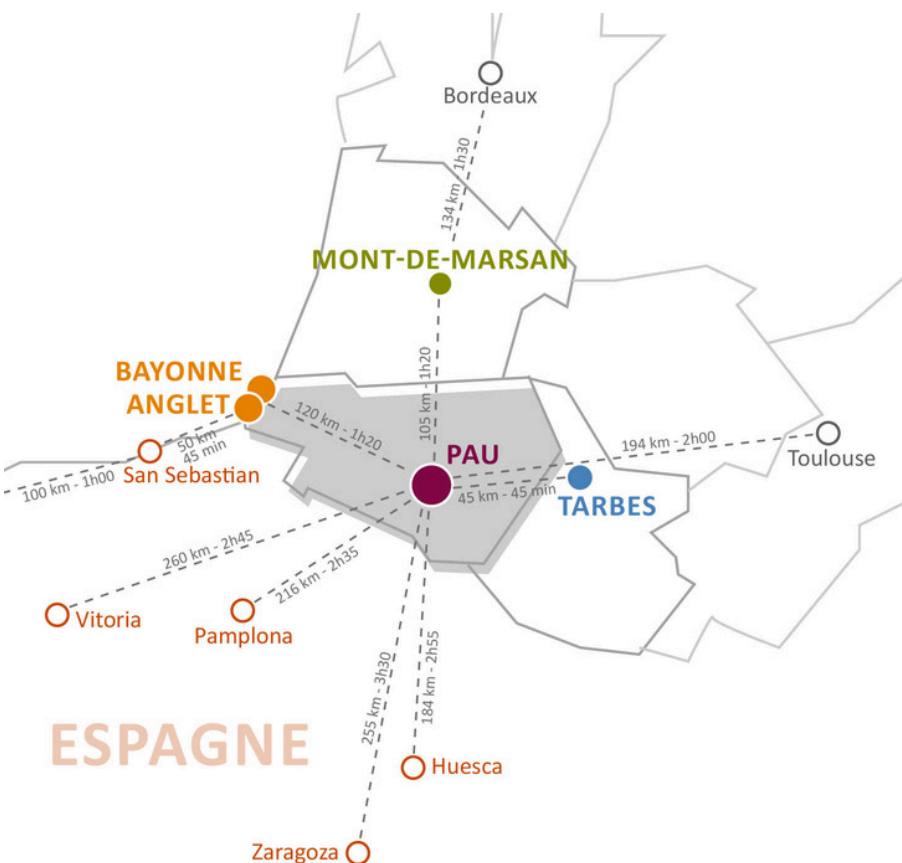 Bordeaux
134 km - 1h30
MONT-DE-MARSAN
105 km - 1h20
BAYONNE
ANGLET
120 km - 1h20
50 km
45 min
San Sebastian
100 km - 1h00
PAU
194 km - 2h00
Toulouse
45 km - 45 min
TARBES
260 km - 2h45
Vitoria
216 km - 2h35
Pamplona
255 km - 3h30
184 km - 2h55
ESPAGNE
Huesca
Zaragoza